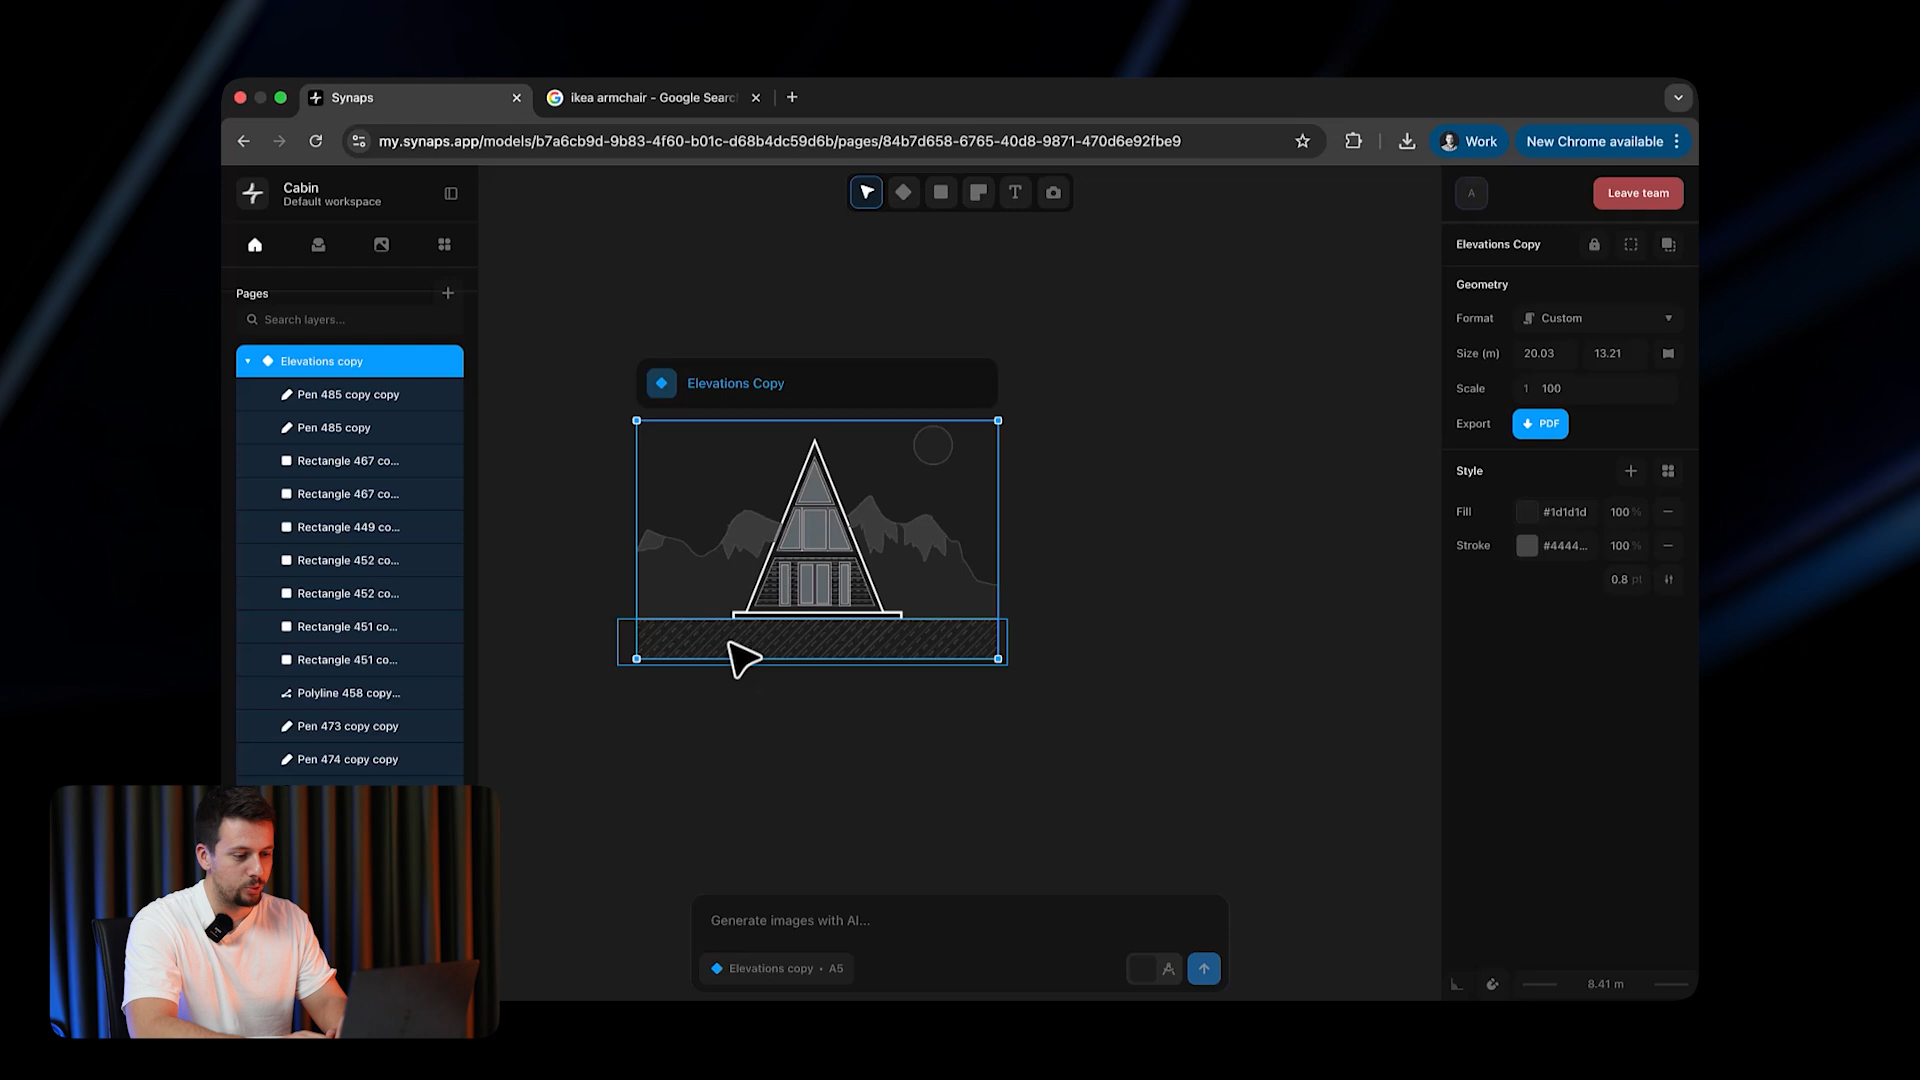 Synaps
ikea armchair - Google Searc
my.synaps.app/models/b7a6cb9d-9b83-4f60-b01c-d68b4dc59d6b/pages/84b7d658-6765-40d8-9871-470d6e92fbe9
Work
New Chrome available
Cabin
Default workspace
A
Leave team
Pages
Search layers...
Elevations copy
Pen 485 copy copy
Pen 485 copy
Rectangle 467 co...
Rectangle 467 co...
Rectangle 449 co...
Rectangle 452 co...
Rectangle 452 co...
Rectangle 451 co...
Rectangle 451 co...
Polyline 458 copy...
Pen 473 copy copy
Pen 474 copy copy
T
Elevations Copy
Elevations Copy
Geometry
Format Custom
Size (m) 20.03 13.21
Scale 1 100
Export PDF
Style
Fill #1d1d1d 100 %
Stroke #4444... 100 %
0.8 pt
Generate images with AI...
Elevations copy • A5
8.41 m